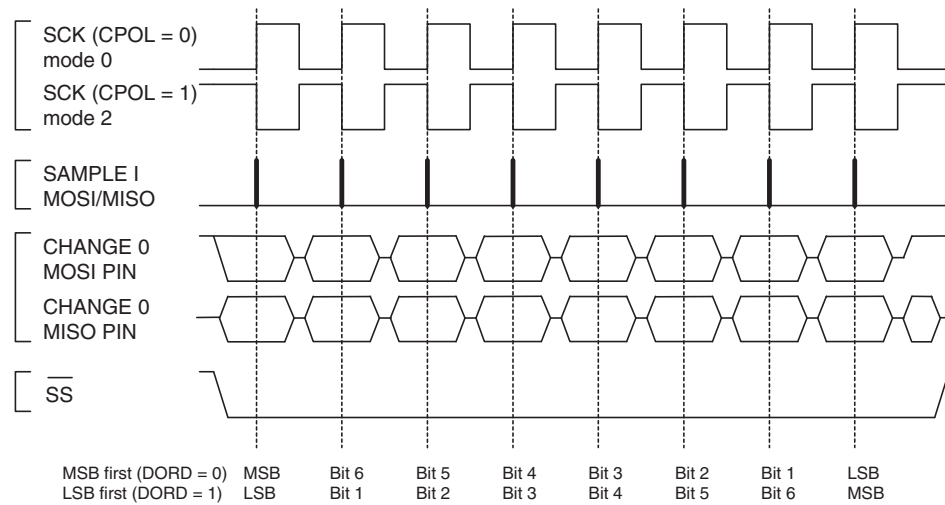 SCK (CPOL = 0)
mode 0
SCK (CPOL = 1)
mode 2
SAMPLE I
MOSI/MISO
CHANGE 0
MOSI PIN
CHANGE 0
MISO PIN
SS
MSB first (DORD = 0) MSB Bit 6 Bit 5 Bit 4 Bit 3 Bit 2 Bit 1 LSB
LSB first (DORD = 1) LSB Bit 1 Bit 2 Bit 3 Bit 4 Bit 5 Bit 6 MSB